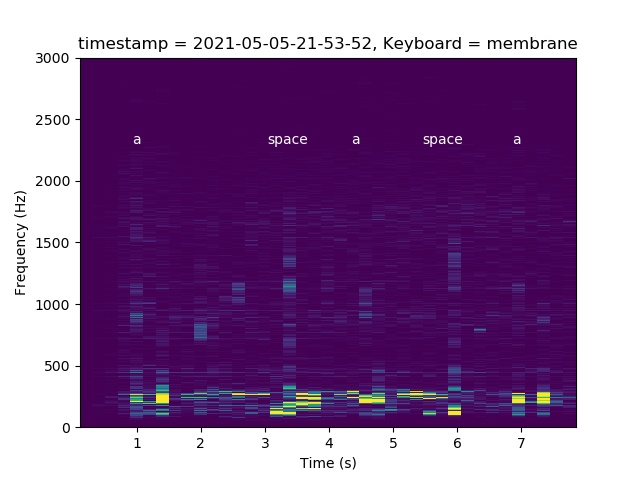 timestamp = 2021-05-05-21-53-52, Keyboard = membrane
3000
2500
2000
1500
1000
500
0
Frequency (Hz)
a space a space a
1 2 3 4 5 6 7
Time (s)